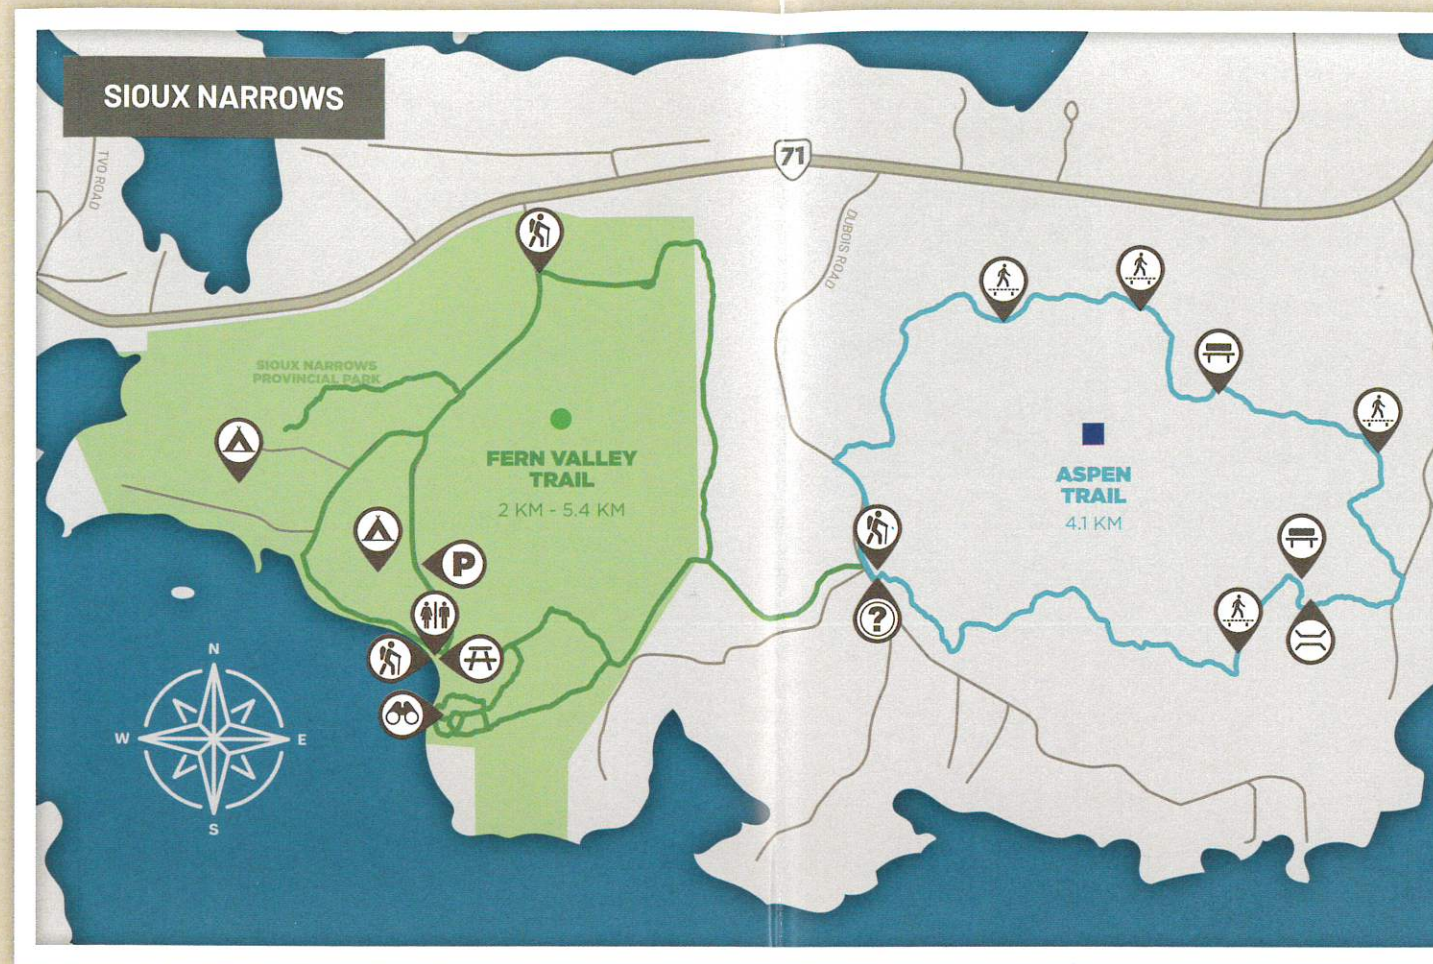 SIOUX NARROWS
TVO ROAD
71
DUBOIS ROAD
SIOUX NARROWS
PROVINCIAL PARK
FERN VALLEY
TRAIL
2 KM - 5.4 KM
ASPEN
TRAIL
4.1 KM
P
?
N
W
E
S